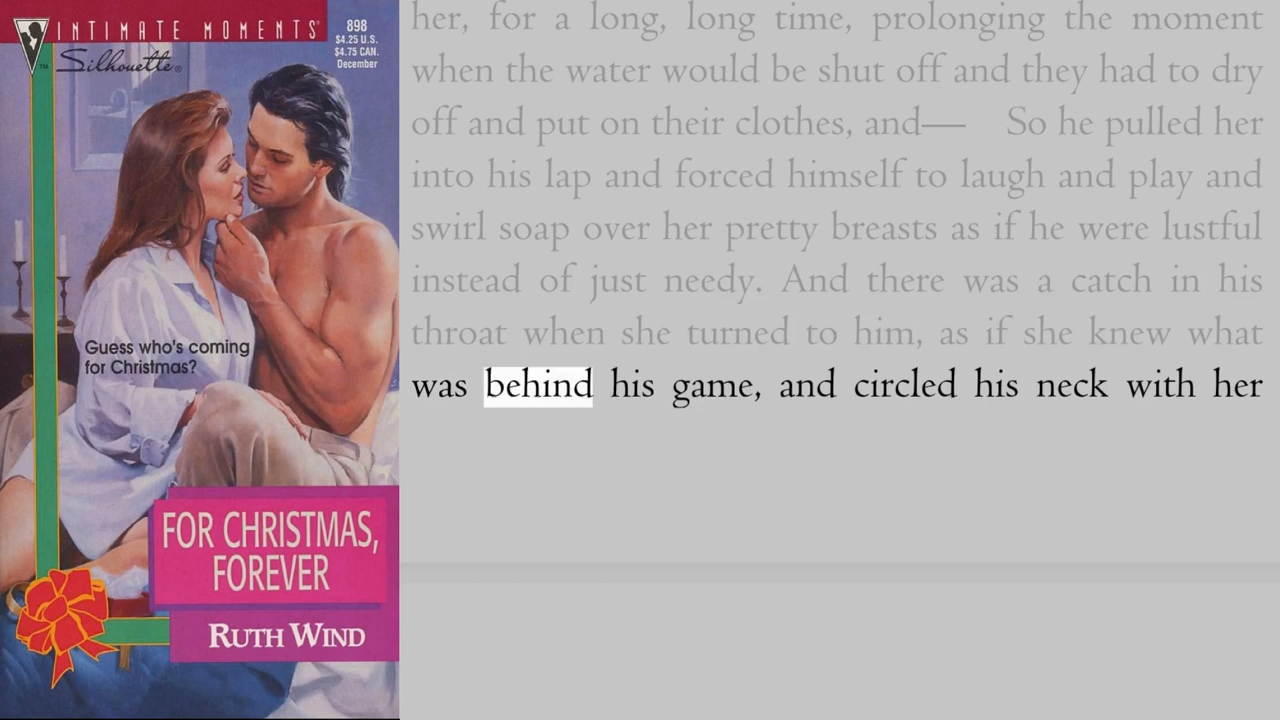 INTIMATE MOMENTS®
898
$4.25 U.S.
$4.75 CAN.
December
TM
Silhouette®
Guess who's coming
for Christmas?
FOR CHRISTMAS,
FOREVER
RUTH WIND
her, for a long, long time, prolonging the moment
when the water would be shut off and they had to dry
off and put on their clothes, and— So he pulled her
into his lap and forced himself to laugh and play and
swirl soap over her pretty breasts as if he were lustful
instead of just needy. And there was a catch in his
throat when she turned to him, as if she knew what
was behind his game, and circled his neck with her